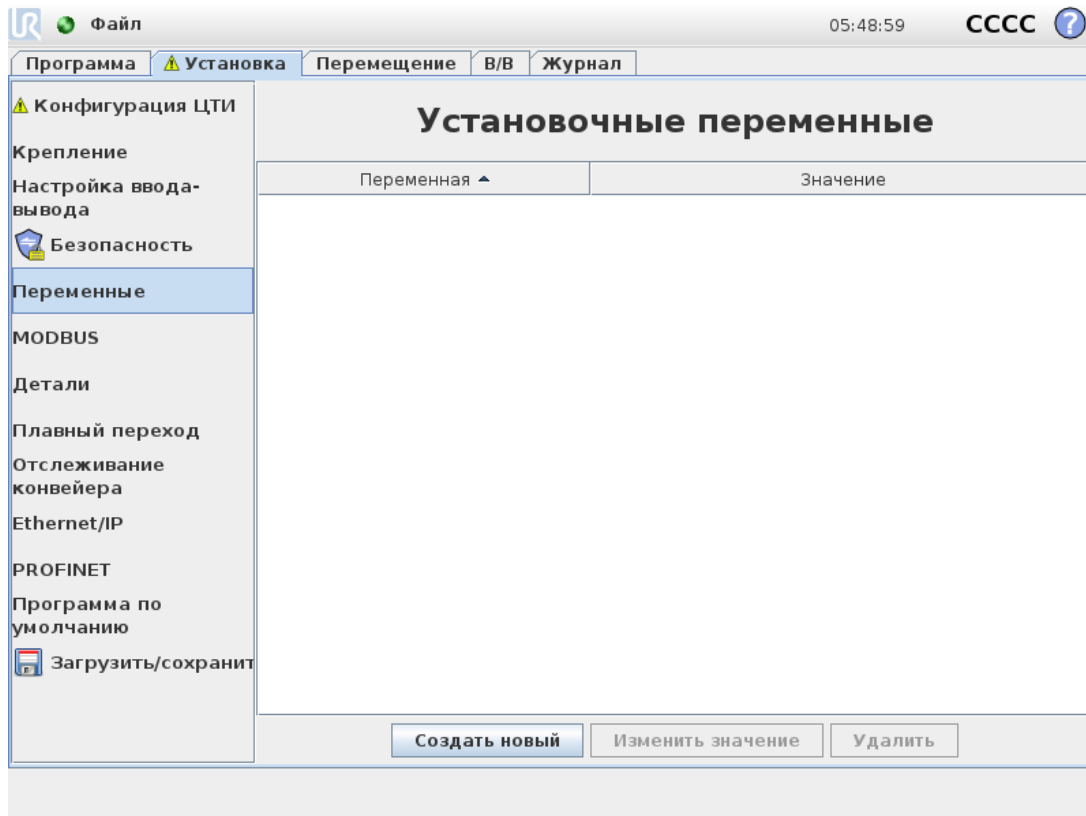 UR
Файл
05:48:59
CCCC
?
Программа
Установка
Перемещение
В/В
Журнал
Конфигурация ЦТИ
Крепление
Настройка ввода-
вывода
Безопасность
Переменные
MODBUS
Детали
Плавный переход
Отслеживание
конвейера
Ethernet/IP
PROFINET
Программа по
умолчанию
Загрузить/сохранит
Установочные переменные
Переменная
Значение
Создать новый
Изменить значение
Удалить